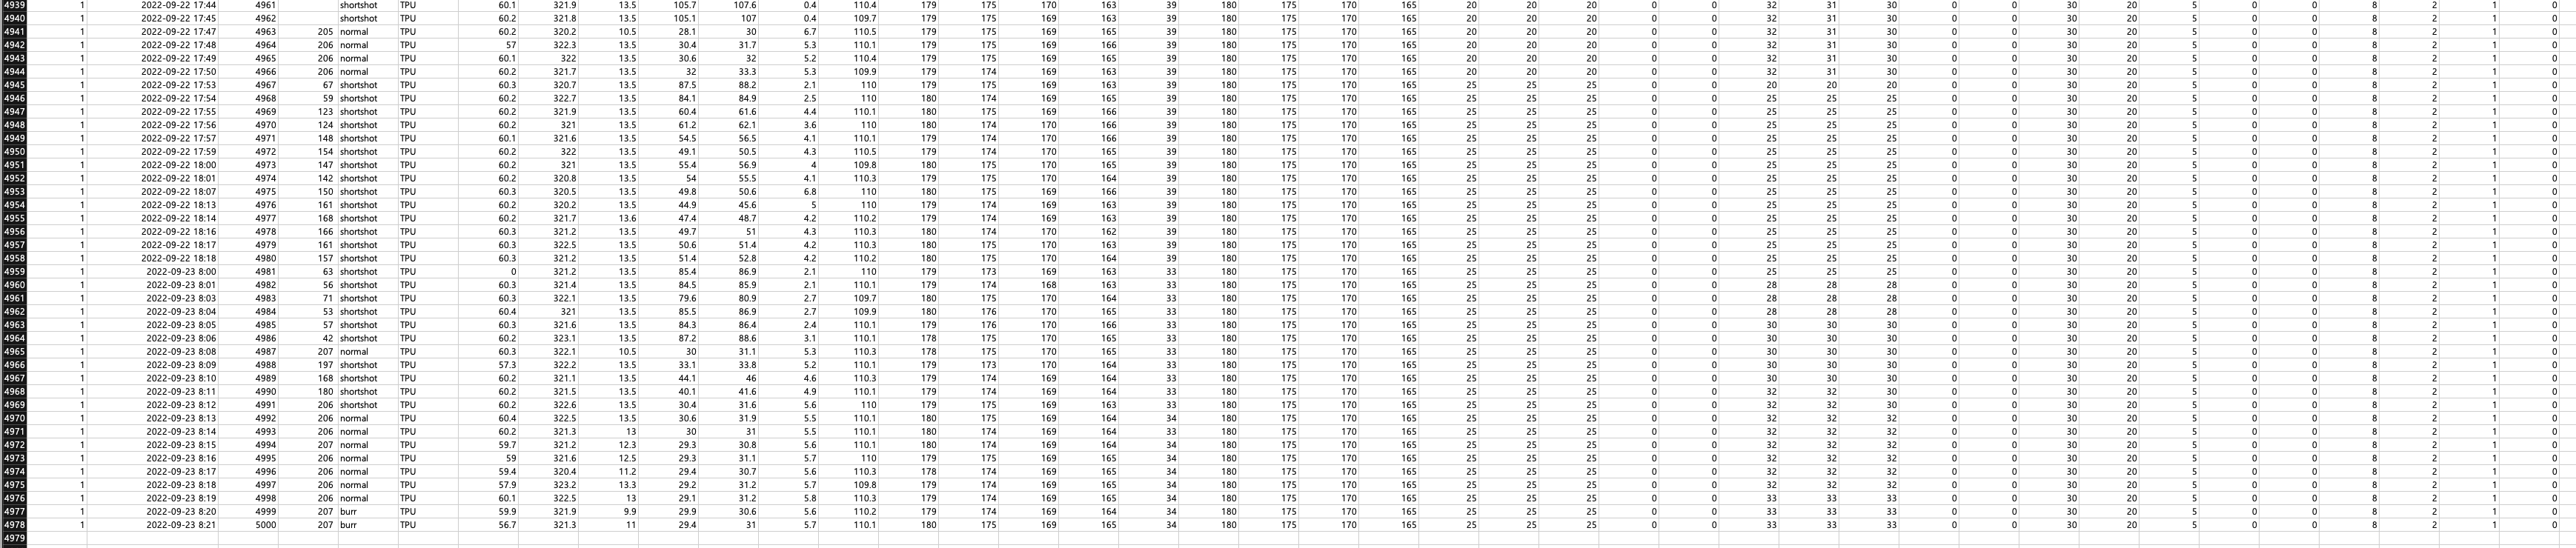 4939 1 2022-09-22 17:44 4961 shortshot TPU 60.1 321.9 13.5 105.7 107.6 0.4 110.4 179 175 170 163 39 180 175 170 165 20 20 20 0 0 32 31 30 0 0 30 20 5 0 0 8 2 1 0
4940 1 2022-09-22 17:45 4962 shortshot TPU 60.2 321.8 13.5 105.1 107 0.4 109.7 179 175 169 163 39 180 175 170 165 20 20 20 0 0 32 31 30 0 0 30 20 5 0 0 8 2 1 0
4941 1 2022-09-22 17:47 4963 205 normal TPU 60.2 320.2 10.5 28.1 30 6.7 110.5 179 175 169 163 39 180 175 170 165 20 20 20 0 0 32 31 30 0 0 30 20 5 0 0 8 2 1 0
4942 1 2022-09-22 17:48 4964 206 normal TPU 57 322.3 13.5 30.4 31.7 5.3 110.1 179 175 169 165 39 180 175 170 165 20 20 20 0 0 32 31 30 0 0 30 20 5 0 0 8 2 1 0
4943 1 2022-09-22 17:49 4965 206 normal TPU 60.1 322 13.5 30.6 32 5.2 110.4 179 175 169 165 39 180 175 170 165 20 20 20 0 0 32 31 30 0 0 30 20 5 0 0 8 2 1 0
4944 1 2022-09-22 17:50 4966 206 normal TPU 60.2 321.7 13.5 32 33.3 5.3 109.9 179 174 169 163 39 180 175 170 165 20 20 20 0 0 32 31 30 0 0 30 20 5 0 0 8 2 1 0
4945 1 2022-09-22 17:53 4967 67 shortshot TPU 60.3 320.7 13.5 87.5 88.2 2.1 110 179 175 169 163 39 180 175 170 165 25 25 25 0 0 20 20 20 0 0 30 20 5 0 0 8 2 1 0
4946 1 2022-09-22 17:54 4968 59 shortshot TPU 60.2 322.7 13.5 84.1 84.9 2.5 110 180 174 169 165 39 180 175 170 165 25 25 25 0 0 25 25 25 0 0 30 20 5 0 0 8 2 1 0
4947 1 2022-09-22 17:55 4969 123 shortshot TPU 60.2 321.9 13.5 60.4 61.6 4.4 110.1 180 175 169 166 39 180 175 170 165 25 25 25 0 0 25 25 25 0 0 30 20 5 0 0 8 2 1 0
4948 1 2022-09-22 17:56 4970 124 shortshot TPU 60.2 321 13.5 61.2 62.1 3.6 110 180 174 170 166 39 180 175 170 165 25 25 25 0 0 25 25 25 0 0 30 20 5 0 0 8 2 1 0
4949 1 2022-09-22 17:57 4971 148 shortshot TPU 60.1 321.6 13.5 54.5 56.5 4.1 110.1 179 174 170 166 39 180 175 170 165 25 25 25 0 0 25 25 25 0 0 30 20 5 0 0 8 2 1 0
4950 1 2022-09-22 17:59 4972 154 shortshot TPU 60.2 322 13.5 49.1 50.5 4.3 110.5 179 174 170 165 39 180 175 170 165 25 25 25 0 0 25 25 25 0 0 30 20 5 0 0 8 2 1 0
4951 1 2022-09-22 18:00 4973 147 shortshot TPU 60.2 321 13.5 55.4 56.9 4 109.8 180 175 170 165 39 180 175 170 165 25 25 25 0 0 25 25 25 0 0 30 20 5 0 0 8 2 1 0
4952 1 2022-09-22 18:01 4974 142 shortshot TPU 60.2 320.8 13.5 54 55.5 4.1 110.3 179 175 170 164 39 180 175 170 165 25 25 25 0 0 25 25 25 0 0 30 20 5 0 0 8 2 1 0
4953 1 2022-09-22 18:07 4975 150 shortshot TPU 60.3 320.5 13.5 49.8 50.6 6.8 110 180 175 169 166 39 180 175 170 165 25 25 25 0 0 25 25 25 0 0 30 20 5 0 0 8 2 1 0
4954 1 2022-09-22 18:13 4976 161 shortshot TPU 60.2 320.2 13.5 44.9 45.6 5 110 179 174 169 163 39 180 175 170 165 25 25 25 0 0 25 25 25 0 0 30 20 5 0 0 8 2 1 0
4955 1 2022-09-22 18:14 4977 168 shortshot TPU 60.2 321.7 13.6 47.4 48.7 4.2 110.2 179 174 169 163 39 180 175 170 165 25 25 25 0 0 25 25 25 0 0 30 20 5 0 0 8 2 1 0
4956 1 2022-09-22 18:16 4978 166 shortshot TPU 60.3 321.2 13.5 49.7 51 4.3 110.3 180 174 170 162 39 180 175 170 165 25 25 25 0 0 25 25 25 0 0 30 20 5 0 0 8 2 1 0
4957 1 2022-09-22 18:17 4979 161 shortshot TPU 60.3 322.5 13.5 50.6 51.4 4.2 110.3 180 175 170 163 39 180 175 170 165 25 25 25 0 0 25 25 25 0 0 30 20 5 0 0 8 2 1 0
4958 1 2022-09-22 18:18 4980 157 shortshot TPU 60.3 321.2 13.5 51.4 52.8 4.2 110.2 180 175 170 164 39 180 175 170 165 25 25 25 0 0 25 25 25 0 0 30 20 5 0 0 8 2 1 0
4959 1 2022-09-23 8:00 4981 63 shortshot TPU 0 321.2 13.5 85.4 86.9 2.1 110 179 173 169 163 33 180 175 170 165 25 25 25 0 0 25 25 25 0 0 30 20 5 0 0 8 2 1 0
4960 1 2022-09-23 8:01 4982 56 shortshot TPU 60.3 321.4 13.5 84.5 85.9 2.1 110.1 179 174 168 163 33 180 175 170 165 25 25 25 0 0 28 28 28 0 0 30 20 5 0 0 8 2 1 0
4961 1 2022-09-23 8:03 4983 71 shortshot TPU 60.3 322.1 13.5 79.6 80.9 2.7 109.7 180 175 170 164 33 180 175 170 165 25 25 25 0 0 28 28 28 0 0 30 20 5 0 0 8 2 1 0
4962 1 2022-09-23 8:04 4984 53 shortshot TPU 60.4 321 13.5 85.5 86.9 2.7 109.9 180 176 170 165 33 180 175 170 165 25 25 25 0 0 28 28 28 0 0 30 20 5 0 0 8 2 1 0
4963 1 2022-09-23 8:05 4985 57 shortshot TPU 60.3 321.6 13.5 84.3 86.4 2.4 110.1 179 176 170 166 33 180 175 170 165 25 25 25 0 0 30 30 30 0 0 30 20 5 0 0 8 2 1 0
4964 1 2022-09-23 8:06 4986 42 shortshot TPU 60.2 323.1 13.5 87.2 88.6 3.1 110.1 178 175 170 165 33 180 175 170 165 25 25 25 0 0 30 30 30 0 0 30 20 5 0 0 8 2 1 0
4965 1 2022-09-23 8:08 4987 207 normal TPU 60.3 322.1 10.5 30 31.1 5.3 110.3 178 175 170 165 33 180 175 170 165 25 25 25 0 0 30 30 30 0 0 30 20 5 0 0 8 2 1 0
4966 1 2022-09-23 8:09 4988 197 shortshot TPU 57.3 322.2 13.5 33.1 33.8 5.2 110.1 179 173 170 164 33 180 175 170 165 25 25 25 0 0 30 30 30 0 0 30 20 5 0 0 8 2 1 0
4967 1 2022-09-23 8:10 4989 168 shortshot TPU 60.2 321.1 13.5 44.1 46 4.6 110.3 179 174 169 164 33 180 175 170 165 25 25 25 0 0 30 30 30 0 0 30 20 5 0 0 8 2 1 0
4968 1 2022-09-23 8:11 4990 180 shortshot TPU 60.2 321.5 13.5 40.1 41.6 4.9 110.1 179 174 169 164 33 180 175 170 165 25 25 25 0 0 32 32 30 0 0 30 20 5 0 0 8 2 1 0
4969 1 2022-09-23 8:12 4991 206 shortshot TPU 60.2 322.6 13.5 30.4 31.6 5.6 110 179 175 169 163 33 180 175 170 165 25 25 25 0 0 32 32 30 0 0 30 20 5 0 0 8 2 1 0
4970 1 2022-09-23 8:13 4992 206 normal TPU 60.4 322.5 13.5 30.6 31.9 5.5 110.1 180 175 169 164 34 180 175 170 165 25 25 25 0 0 32 32 32 0 0 30 20 5 0 0 8 2 1 0
4971 1 2022-09-23 8:14 4993 206 normal TPU 60.2 321.3 13 30 31 5.5 110.1 180 174 169 164 33 180 175 170 165 25 25 25 0 0 32 32 32 0 0 30 20 5 0 0 8 2 1 0
4972 1 2022-09-23 8:15 4994 207 normal TPU 59.7 321.2 12.3 29.3 30.8 5.6 110.1 180 174 169 164 34 180 175 170 165 25 25 25 0 0 32 32 32 0 0 30 20 5 0 0 8 2 1 0
4973 1 2022-09-23 8:16 4995 206 normal TPU 59 321.6 12.5 29.3 31.1 5.7 110 179 174 169 165 34 180 175 170 165 25 25 25 0 0 32 32 32 0 0 30 20 5 0 0 8 2 1 0
4974 1 2022-09-23 8:17 4996 206 normal TPU 59.4 320.4 11.2 29.4 30.7 5.6 110.3 178 174 169 165 34 180 175 170 165 25 25 25 0 0 32 32 32 0 0 30 20 5 0 0 8 2 1 0
4975 1 2022-09-23 8:18 4997 206 normal TPU 57.9 323.2 13.3 29.2 31.2 5.7 109.8 179 174 169 165 34 180 175 170 165 25 25 25 0 0 32 32 32 0 0 30 20 5 0 0 8 2 1 0
4976 1 2022-09-23 8:19 4998 206 normal TPU 60.1 322.5 13 29.1 31.2 5.8 110.3 179 174 169 165 34 180 175 170 165 25 25 25 0 0 33 33 33 0 0 30 20 5 0 0 8 2 1 0
4977 1 2022-09-23 8:20 4999 207 burr TPU 59.9 321.9 9.9 29.9 30.6 5.6 110.2 179 174 169 164 34 180 175 170 165 25 25 25 0 0 33 33 33 0 0 30 20 5 0 0 8 2 1 0
4978 1 2022-09-23 8:21 5000 207 burr TPU 56.7 321.3 11 29.4 31 5.7 110.1 180 175 169 165 34 180 175 170 165 25 25 25 0 0 33 33 33 0 0 30 20 5 0 0 8 2 1 0
4979